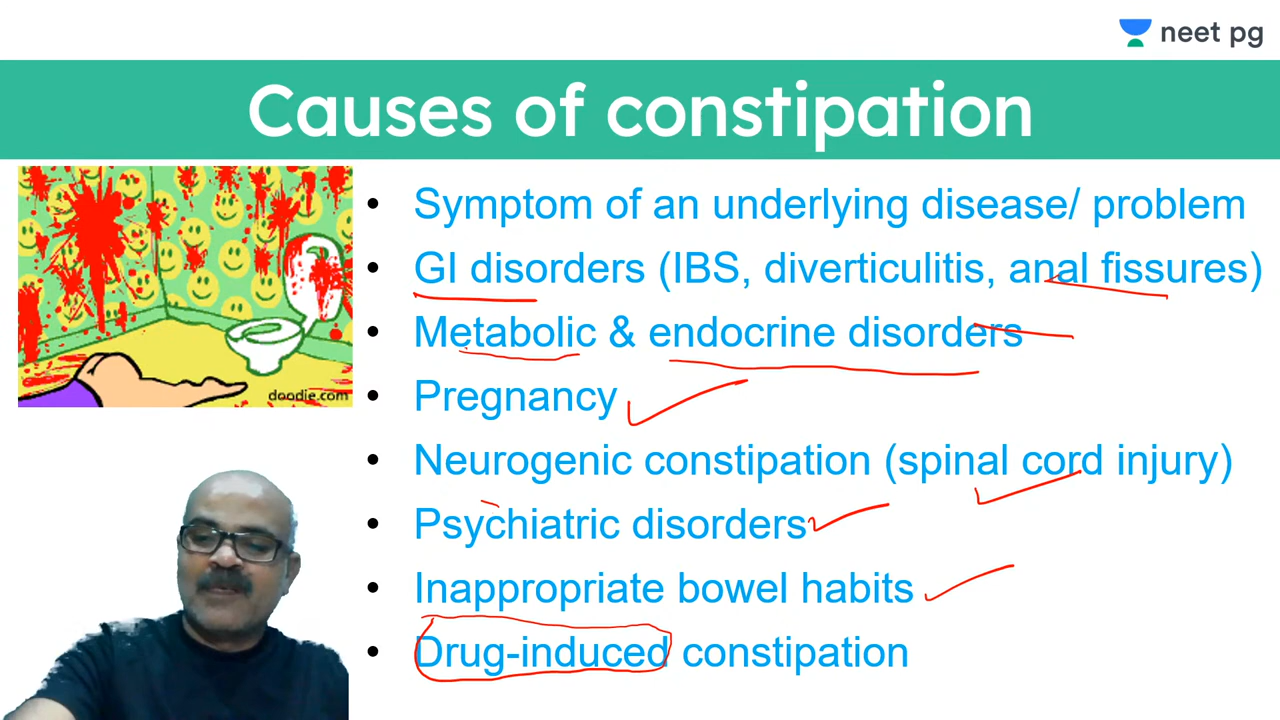 neet pg
Causes of constipation
• Symptom of an underlying disease/ problem
• GI disorders (IBS, diverticulitis, anal fissures)
• Metabolic & endocrine disorders
• Pregnancy
• Neurogenic constipation (spinal cord injury)
• Psychiatric disorders
• Inappropriate bowel habits
• Drug-induced constipation
doodie.com